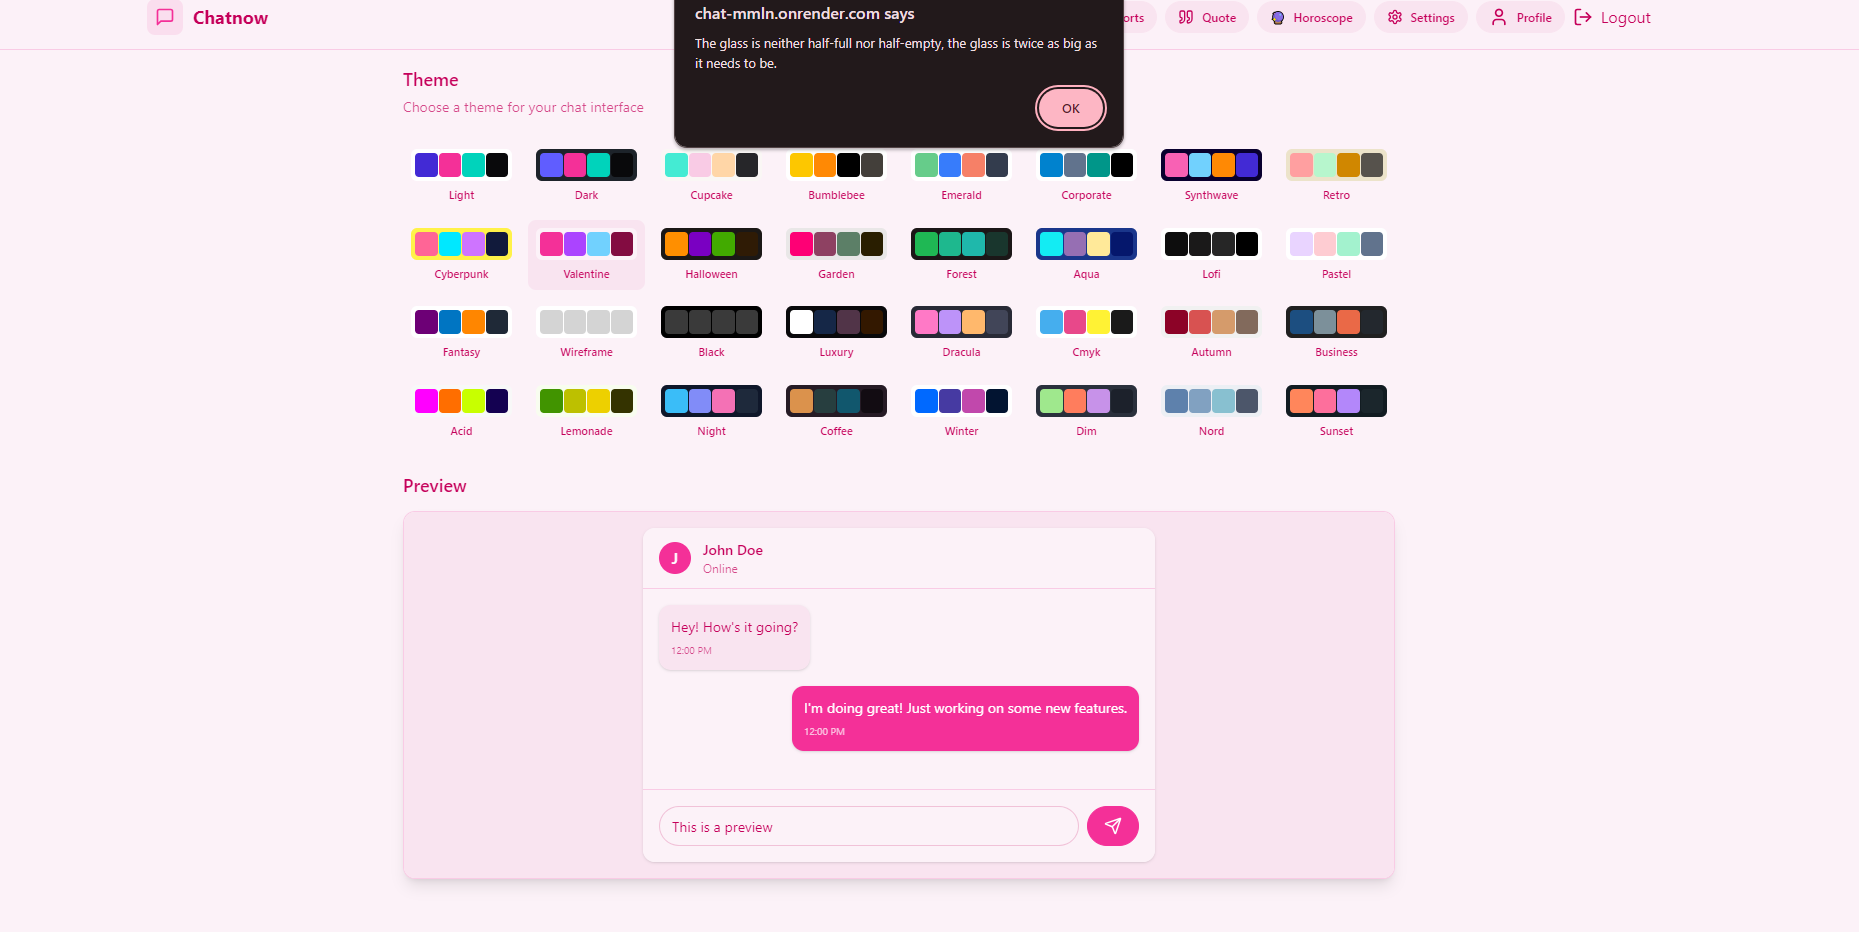 Chatnow
chat-mmln.onrender.com says
The glass is neither half-full nor half-empty, the glass is twice as big as
it needs to be.
OK
orts
Quote
Horoscope
Settings
Profile
Logout
Theme
Choose a theme for your chat interface
Light
Dark
Cupcake
Bumblebee
Emerald
Corporate
Synthwave
Retro
Cyberpunk
Valentine
Halloween
Garden
Forest
Aqua
Lofi
Pastel
Fantasy
Wireframe
Black
Luxury
Dracula
Cmyk
Autumn
Business
Acid
Lemonade
Night
Coffee
Winter
Dim
Nord
Sunset
Preview
J
John Doe
Online
Hey! How's it going?
12:00 PM
I'm doing great! Just working on some new features.
12:00 PM
This is a preview